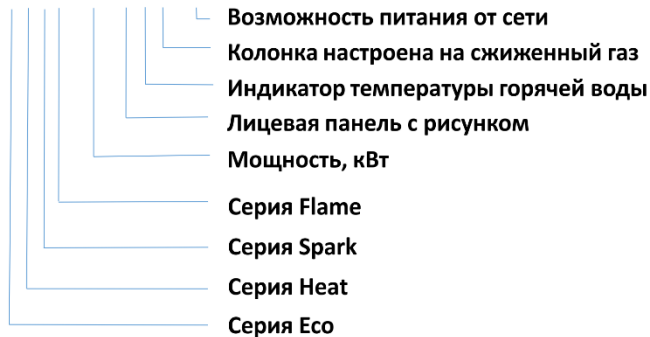 Возможность питания от сети
Колонка настроена на сжиженный газ
Индикатор температуры горячей воды
Лицевая панель с рисунком
Мощность, кВт
Серия Flame
Серия Spark
Серия Heat
Серия Eco